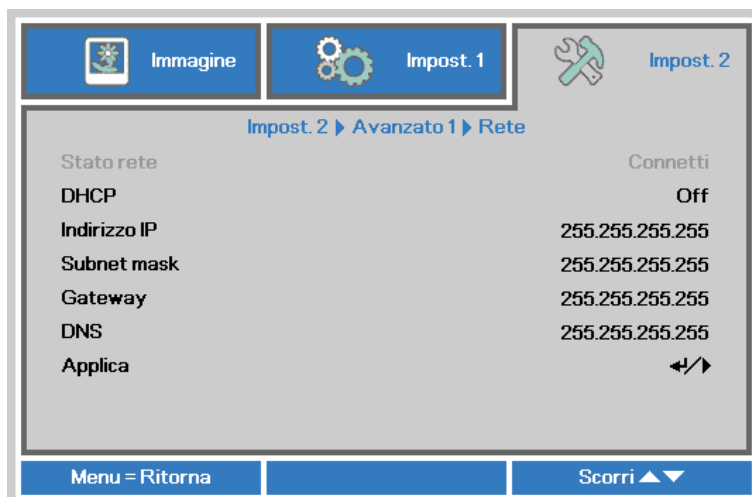 Immagine
Impost. 1
Impost. 2
Impost. 2 ▶ Avanzato 1 ▶ Rete
Stato rete Connetti
DHCP Off
Indirizzo IP 255.255.255.255
Subnet mask 255.255.255.255
Gateway 255.255.255.255
DNS 255.255.255.255
Applica ↵/▶
Menu = Ritorna
Scorri ▲▼